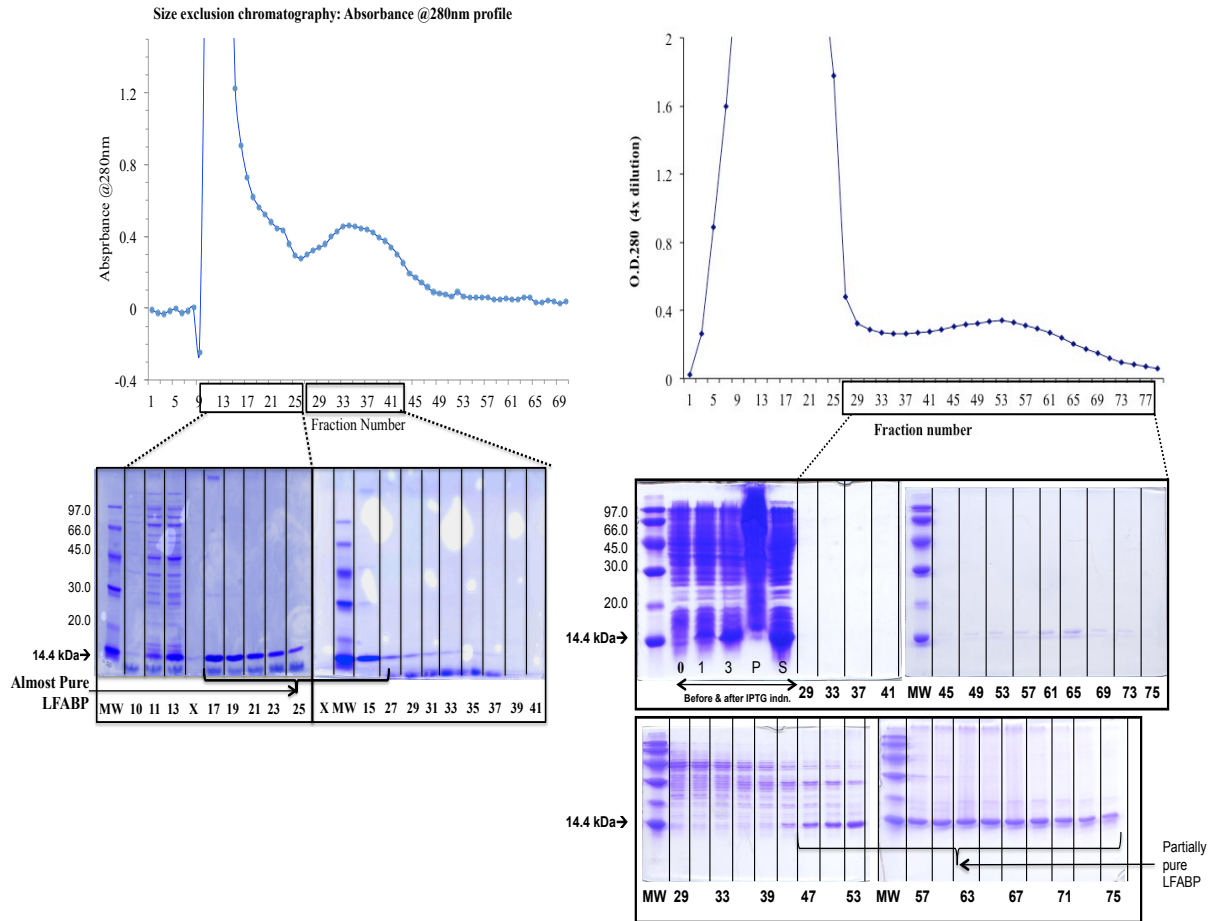 Size exclusion chromatography: Absorbance @280nm profile
1.2
0.8
0.4
0
-0.4
Absprbance @280nm
1 5 9 13 17 21 25 29 33 37 41 45 49 53 57 61 65 69
Fraction Number
97.0
66.0
45.0
30.0
20.0
14.4 kDa→
Almost Pure
LFABP
MW 10 11 13 X 17 19 21 23 25
X MW 15 27 29 31 33 35 37 39 41
2
1.6
1.2
0.8
0.4
0
O.D.280 (4x dilution)
1 5 9 13 17 21 25 29 33 37 41 45 49 53 57 61 65 69 73 77
Fraction number
97.0
66.0
45.0
30.0
20.0
14.4 kDa→
0 1 3 P S
Before & after IPTG indn.
29 33 37 41
MW 45 49 53 57 61 65 69 73 75
14.4 kDa→
MW 29 33 39 47 53
MW 57 63 67 71 75
Partially
pure
LFABP